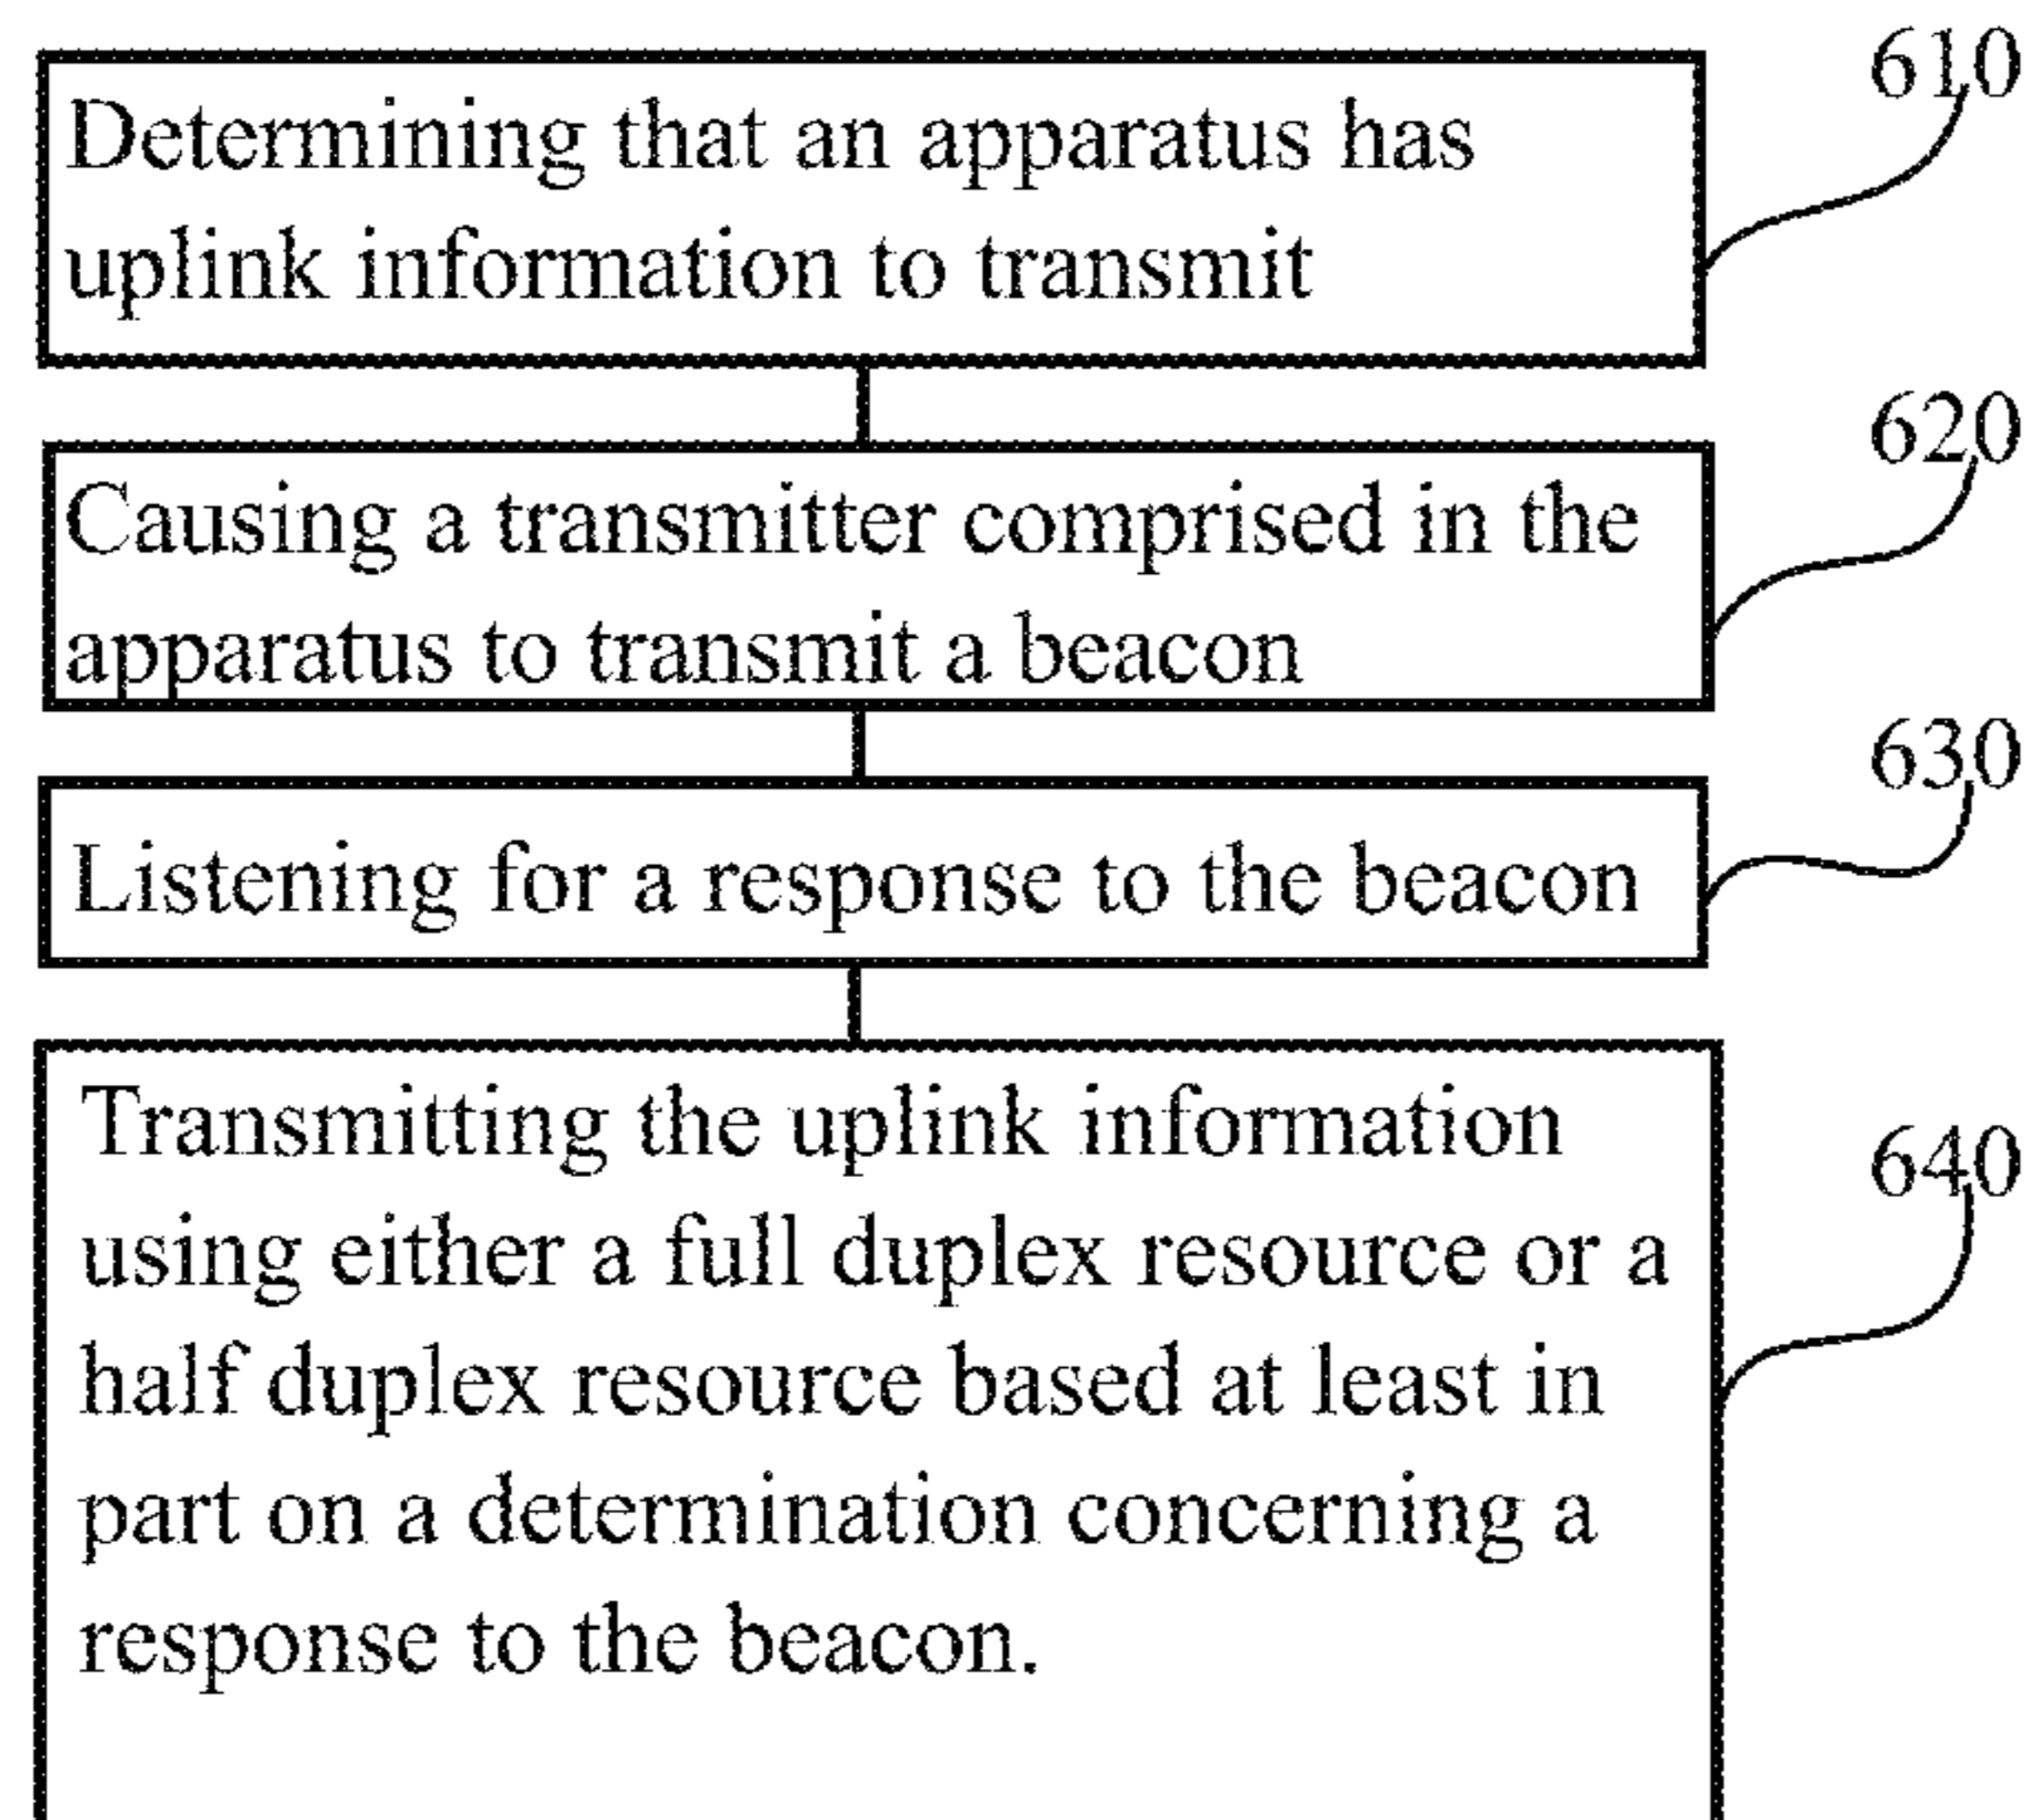 610
Determining that an apparatus has
uplink information to transmit
620
Causing a transmitter comprised in the
apparatus to transmit a beacon
630
Listening for a response to the beacon
640
Transmitting the uplink information
using either a full duplex resource or a
half duplex resource based at least in
part on a determination concerning a
response to the beacon.